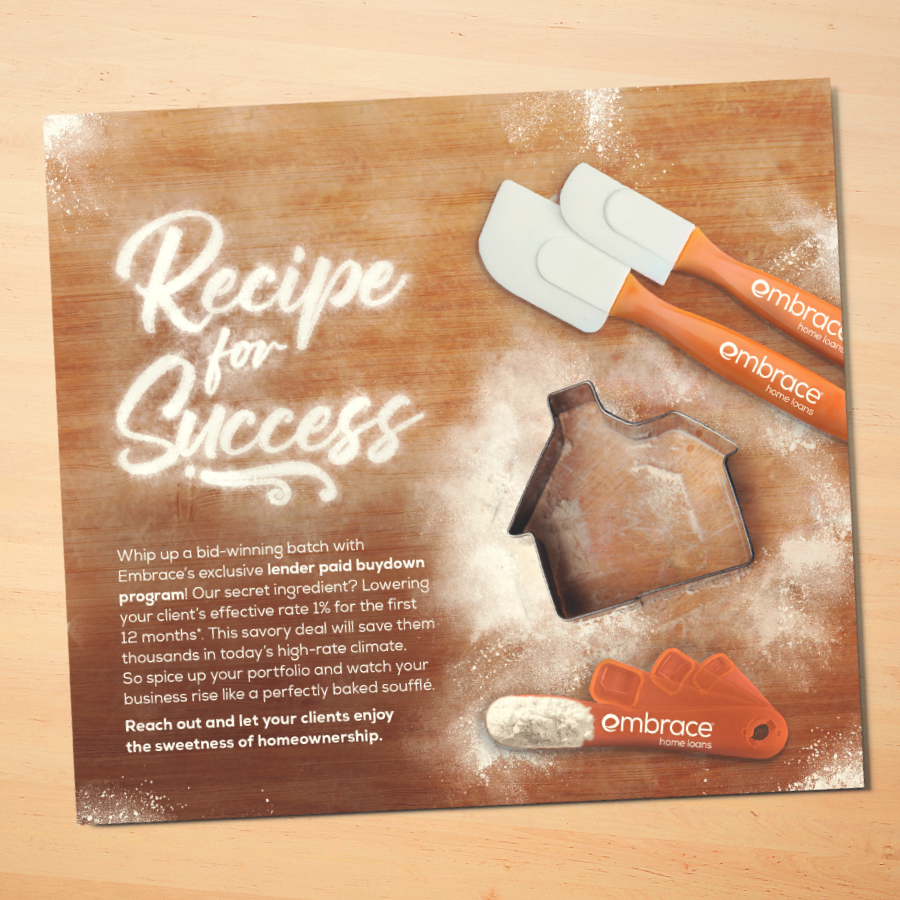 Recipe
for
Success
Whip up a bid-winning batch with
Embrace's exclusive lender paid buydown
program! Our secret ingredient? Lowering
your client's effective rate 1% for the first
12 months*. This savory deal will save them
thousands in today's high-rate climate.
So spice up your portfolio and watch your
business rise like a perfectly baked soufflé.
Reach out and let your clients enjoy
the sweetness of homeownership.
embrace
home loans
embrace®
home loans
embrace®
home loans